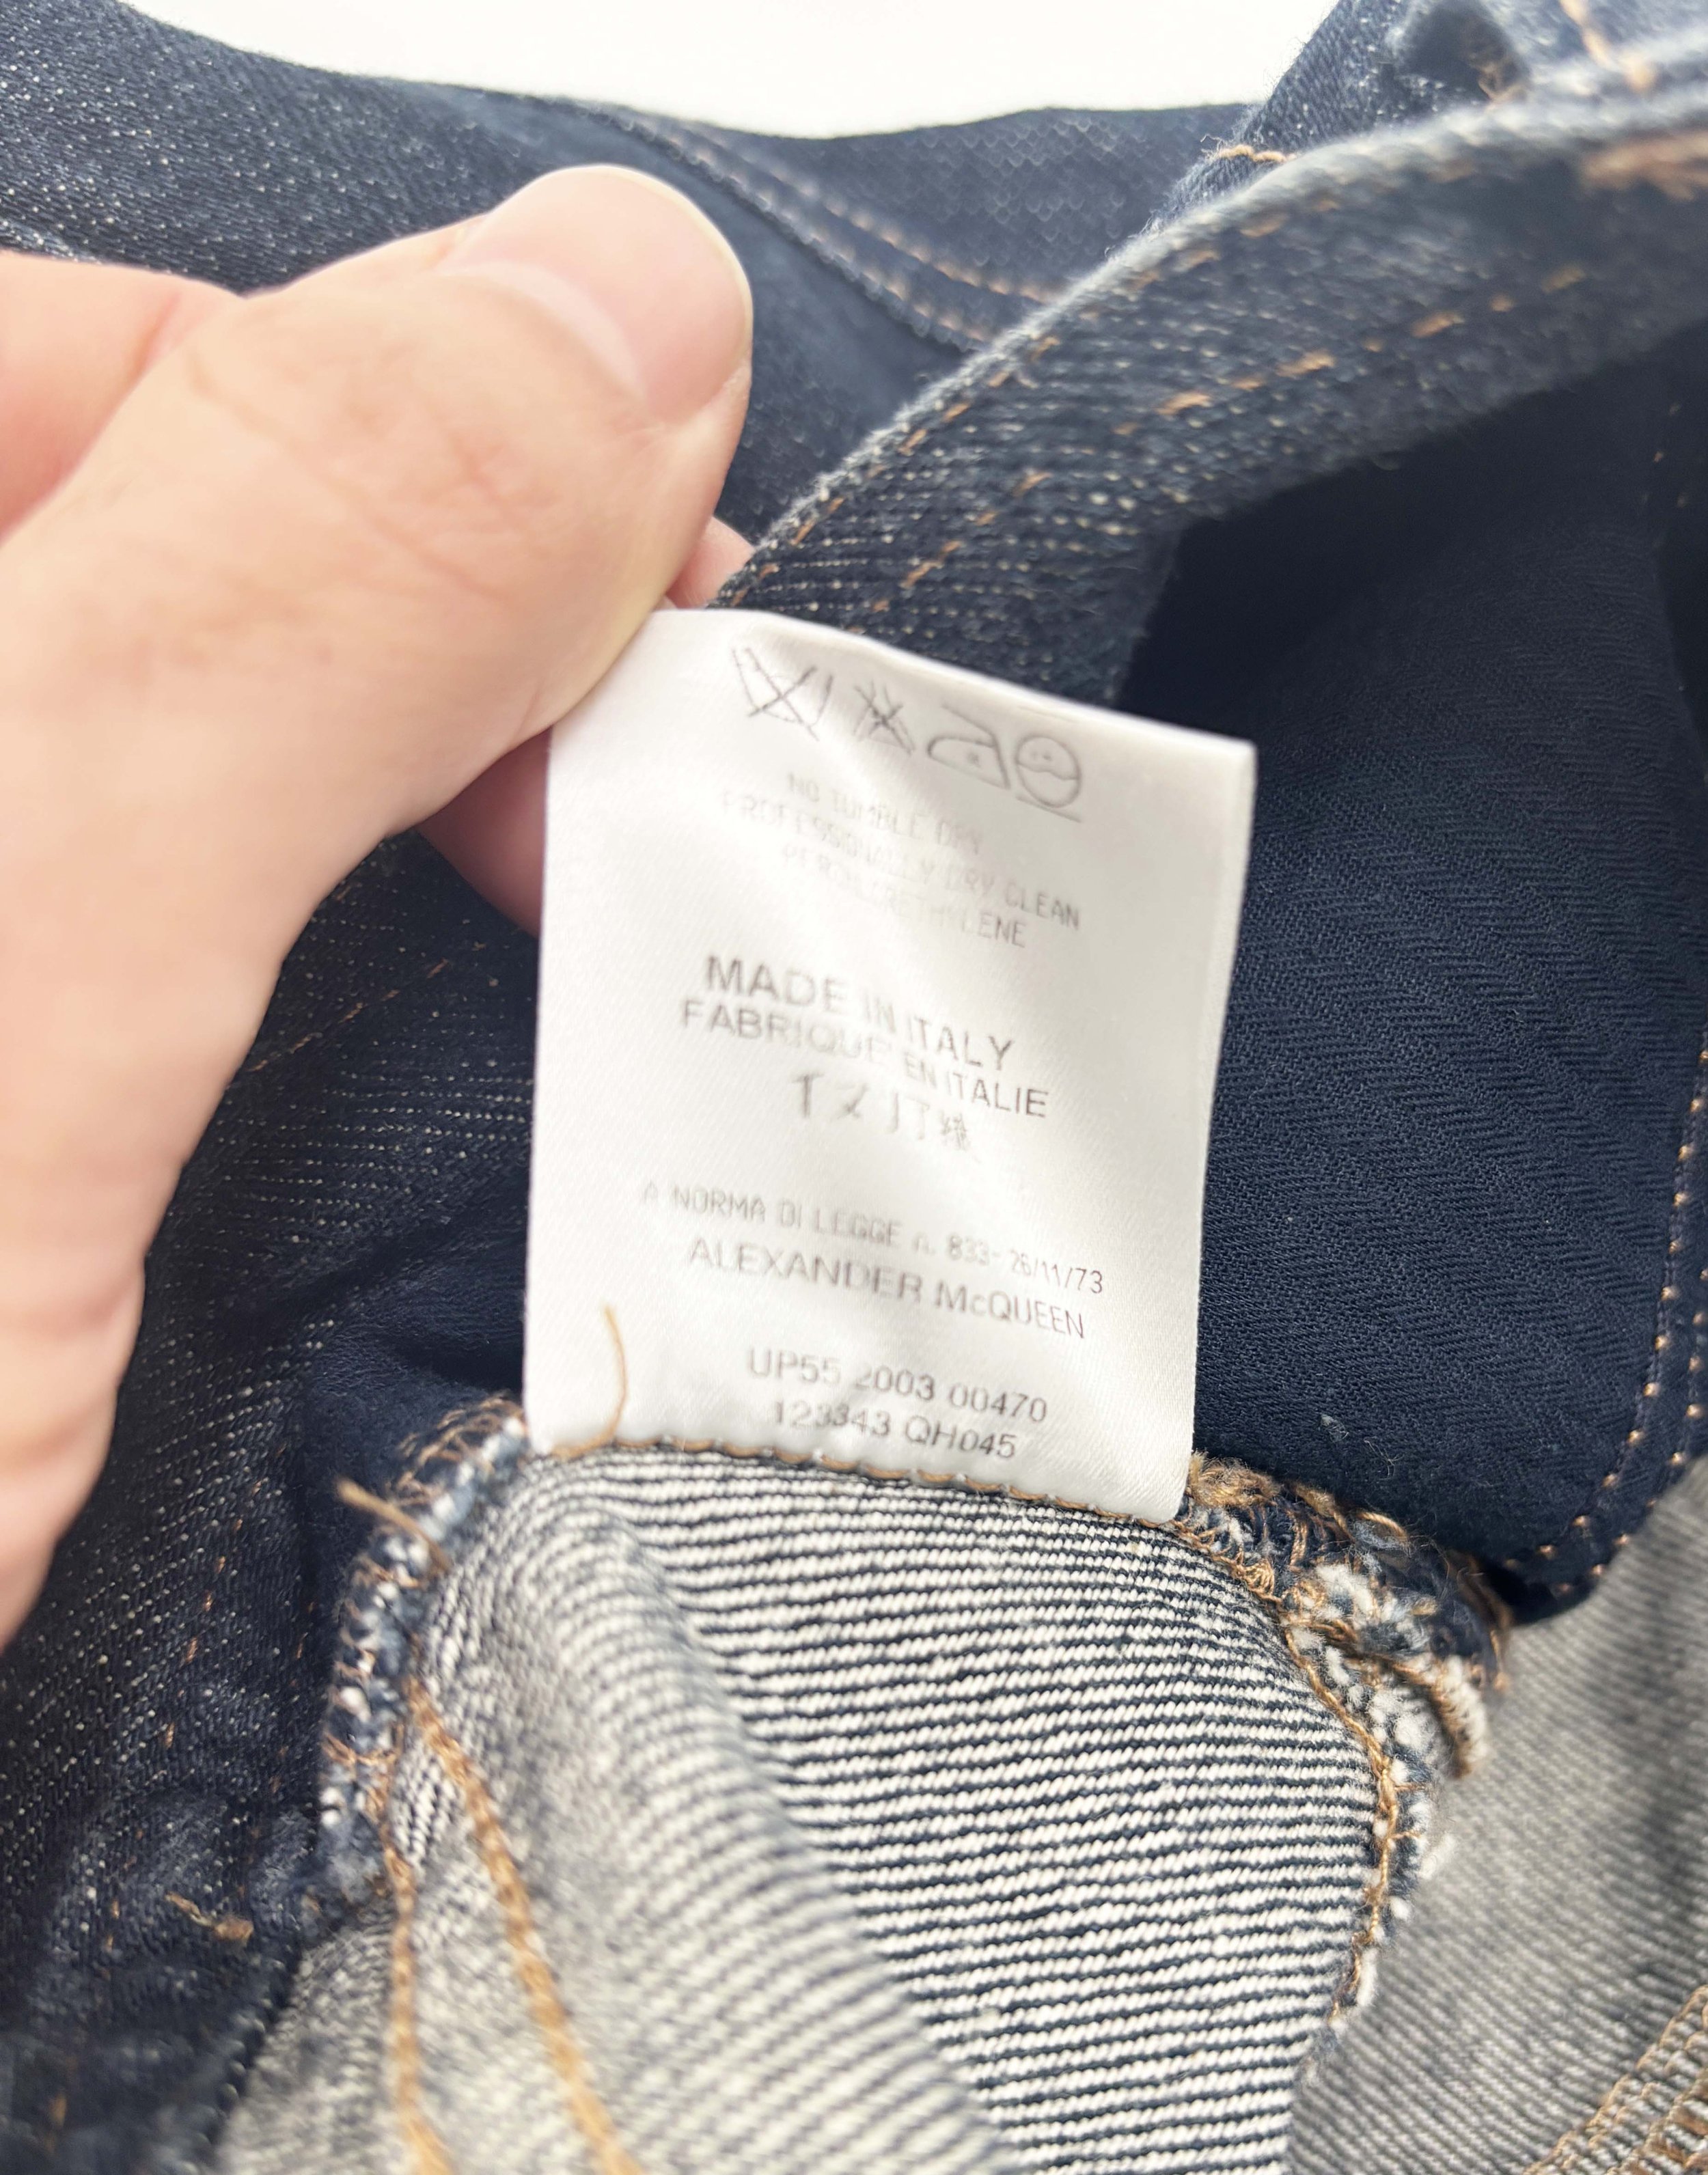 NO TUMBLE DRY
PROFESSIONALLY DRY CLEAN
PERCLORETHYLENE
MADE IN ITALY
FABRIQUE EN ITALIE
A NORMA DI LEGGE n. 833-26/11/73
ALEXANDER McQUEEN
UP55 2003 00470
123343 QH045